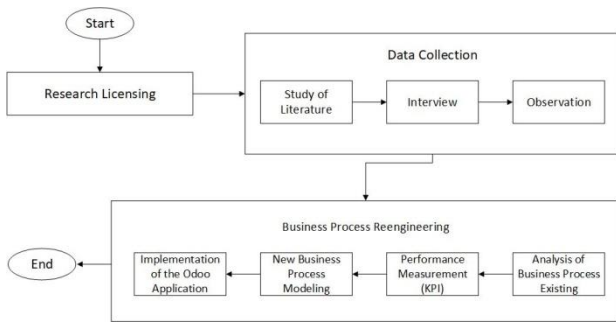 Start
Research Licensing
Data Collection
Study of
Literature
Interview
Observation
Business Process Reengineering
Implementation
of the Odoo
Application
New Business
Process
Modeling
Performance
Measurement
(KPI)
Analysis of
Business Process
Existing
End